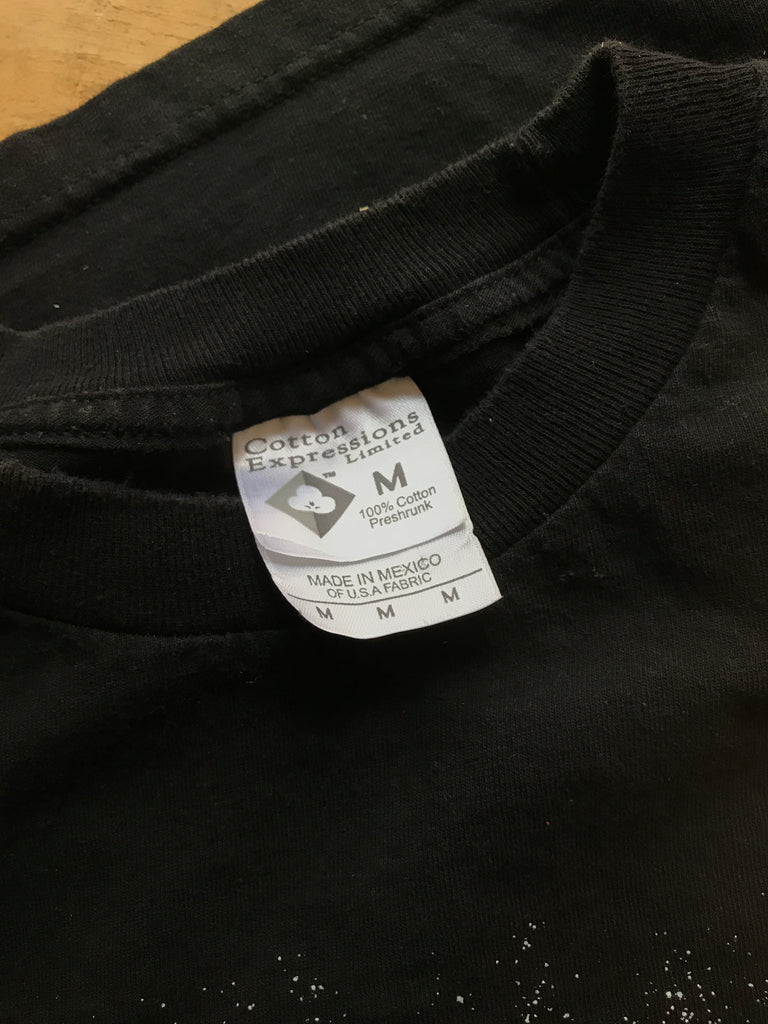 Cotton
Expressions
Limited
™
M
100% Cotton
Preshrunk
MADE IN MEXICO
OF U.S.A FABRIC
M M M